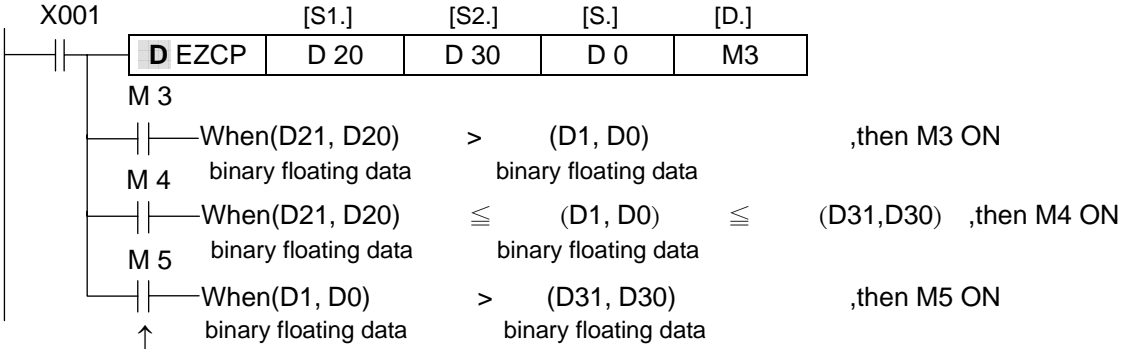 X001 [S1.] [S2.] [S.] [D.]
D EZCP D 20 D 30 D 0 M3
M 3
When(D21, D20) > (D1, D0) ,then M3 ON
binary floating data binary floating data
M 4
When(D21, D20) ≦ (D1, D0) ≦ (D31,D30) ,then M4 ON
binary floating data binary floating data
M 5
When(D1, D0) > (D31, D30) ,then M5 ON
binary floating data binary floating data